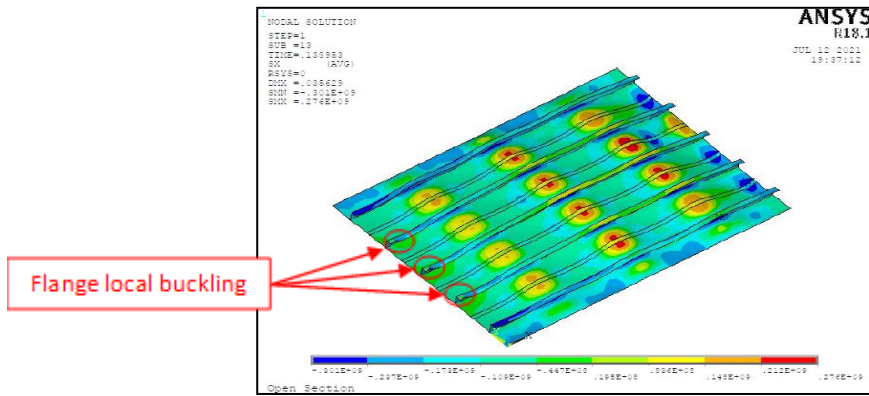 NODAL SOLUTION
STEP=1
SUB =13
TIME=.138953
SX (AVG)
RSYS=0
DMX =.035629
SMN =-.301E+09
SMX =.276E+09
ANSYS
R18.1
JUL 12 2021
19:37:12
Flange local buckling
-.301E+09 -.237E+09 -.173E+09 -.109E+09 -.447E+08 .195E+08 .836E+08 .148E+09 .212E+09 .276E+09
Open Section